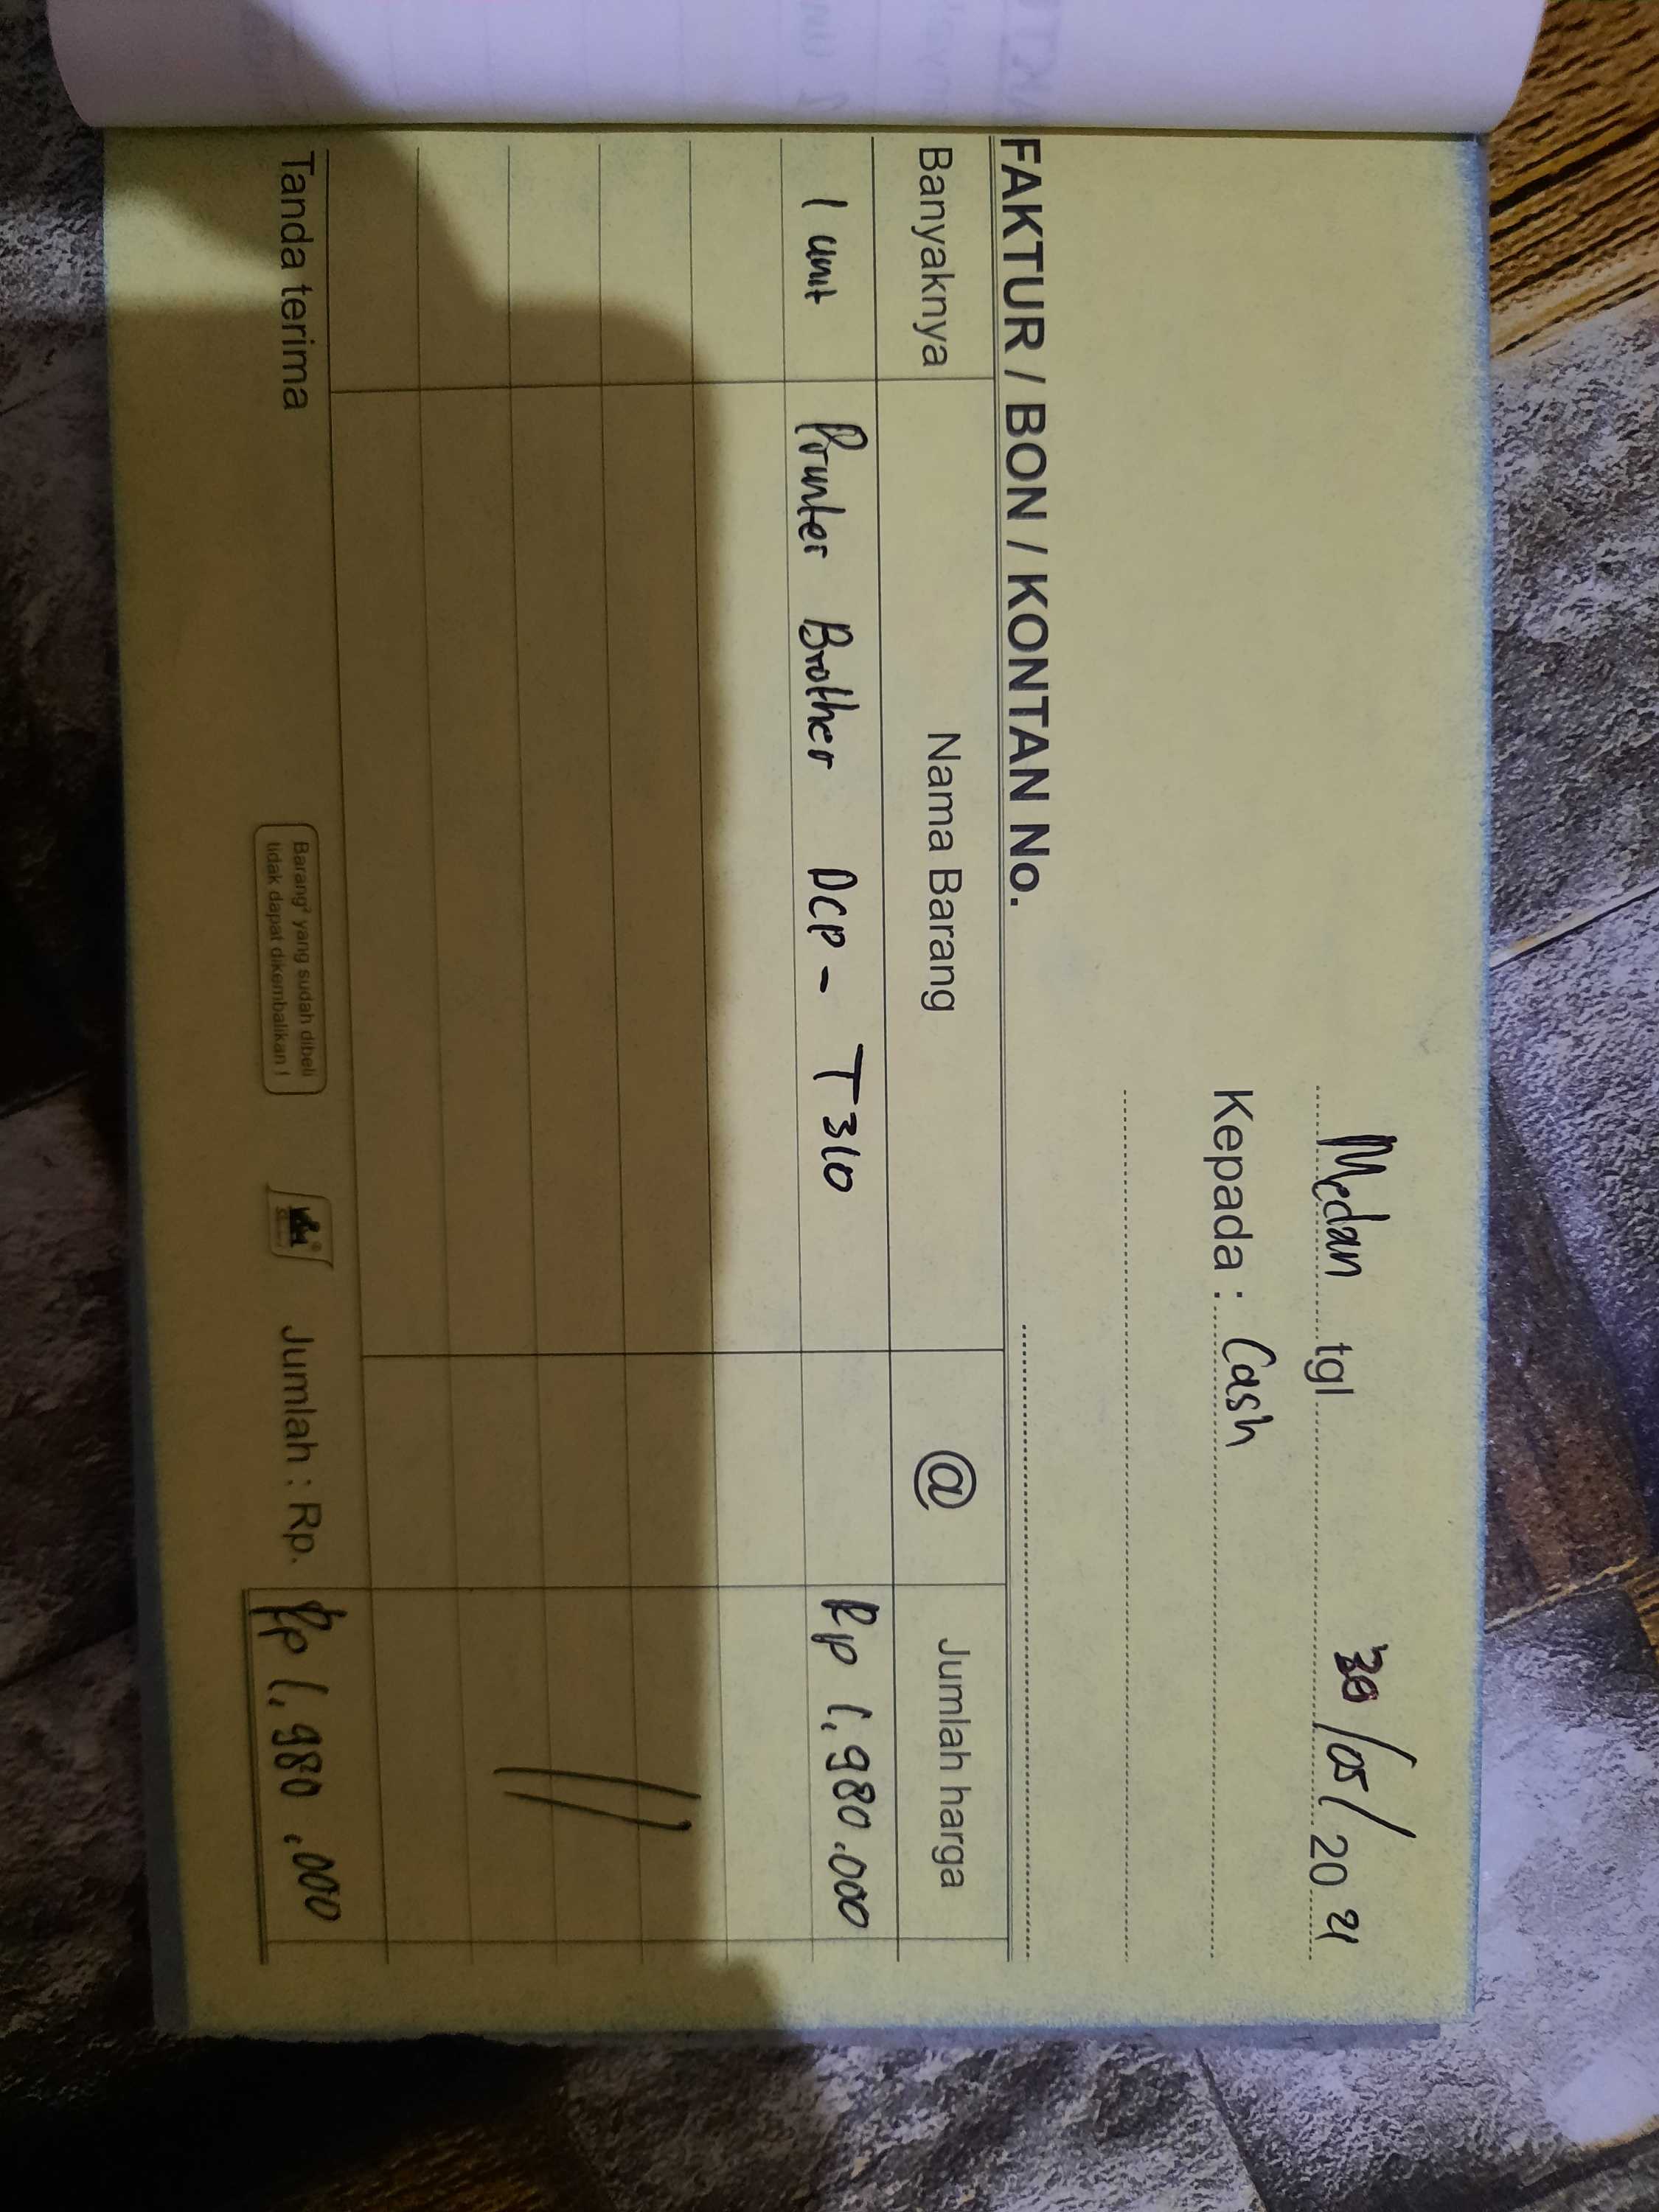 Medan tgl 30/05/2021
Kepada : Cash
FAKTUR / BON / KONTAN No.
Banyaknya Nama Barang @ Jumlah harga
1 unit Printer Brother DCP - T310 Rp 1.980.000
Tanda terima
Barang² yang sudah dibeli
tidak dapat dikembalikan !
Jumlah : Rp. Rp 1.980.000